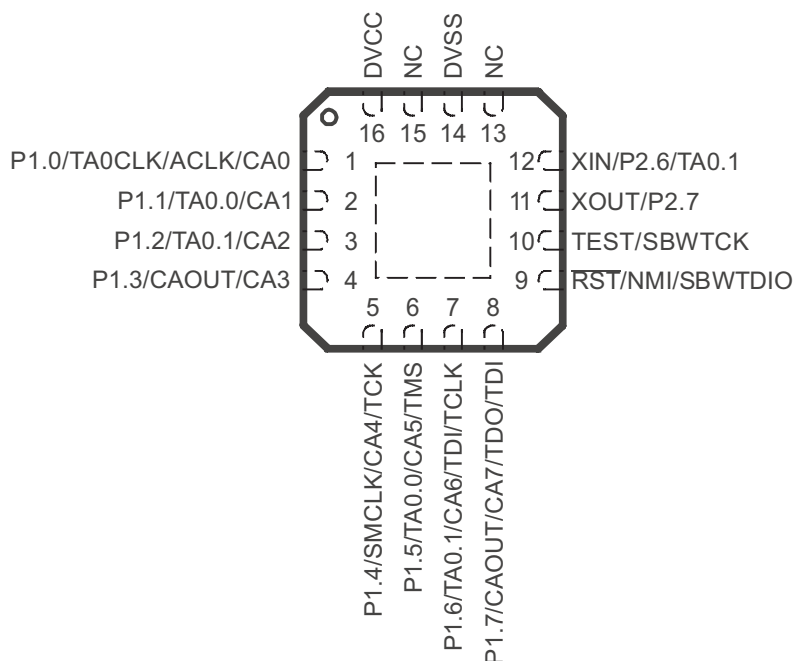 DVCC
NC
DVSS
NC
16 15 14 13
P1.0/TA0CLK/ACLK/CA0 1
P1.1/TA0.0/CA1 2
P1.2/TA0.1/CA2 3
P1.3/CAOUT/CA3 4
12 XIN/P2.6/TA0.1
11 XOUT/P2.7
10 TEST/SBWTCK
9 RST/NMI/SBWTDIO
5 6 7 8
P1.4/SMCLK/CA4/TCK
P1.5/TA0.0/CA5/TMS
P1.6/TA0.1/CA6/TDI/TCLK
P1.7/CAOUT/CA7/TDO/TDI